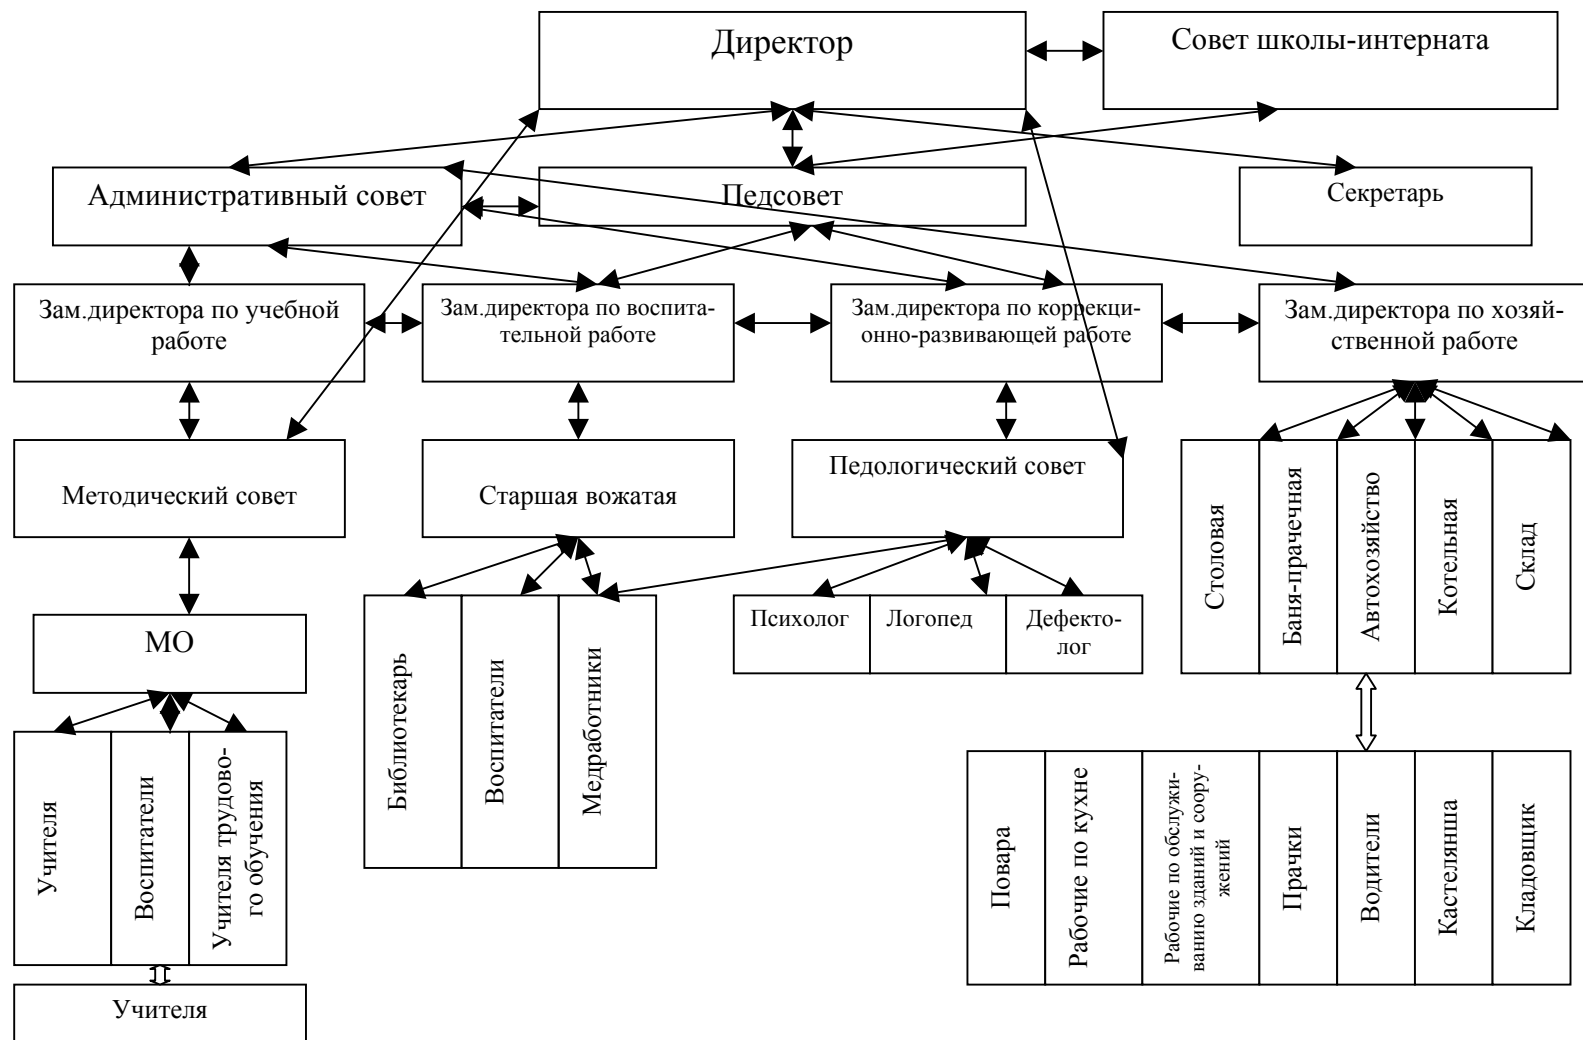 Директор
Совет школы-интерната
Административный совет
Педсовет
Секретарь
Зам.директора по учебной
работе
Зам.директора по воспита-
тельной работе
Зам.директора по коррекци-
онно-развивающей работе
Зам.директора по хозяй-
ственной работе
Методический совет
Старшая вожатая
Педологический совет
Столовая
Баня-прачечная
Автохозяйство
Котельная
Склад
МО
Библиотекарь
Воспитатели
Медработники
Психолог
Логопед
Дефекто-
лог
Учителя
Воспитатели
Учителя трудово-
го обучения
Повара
Рабочие по кухне
Рабочие по обслужи-
ванию зданий и соору-
жений
Прачки
Водители
Кастелянша
Кладовщик
Учителя